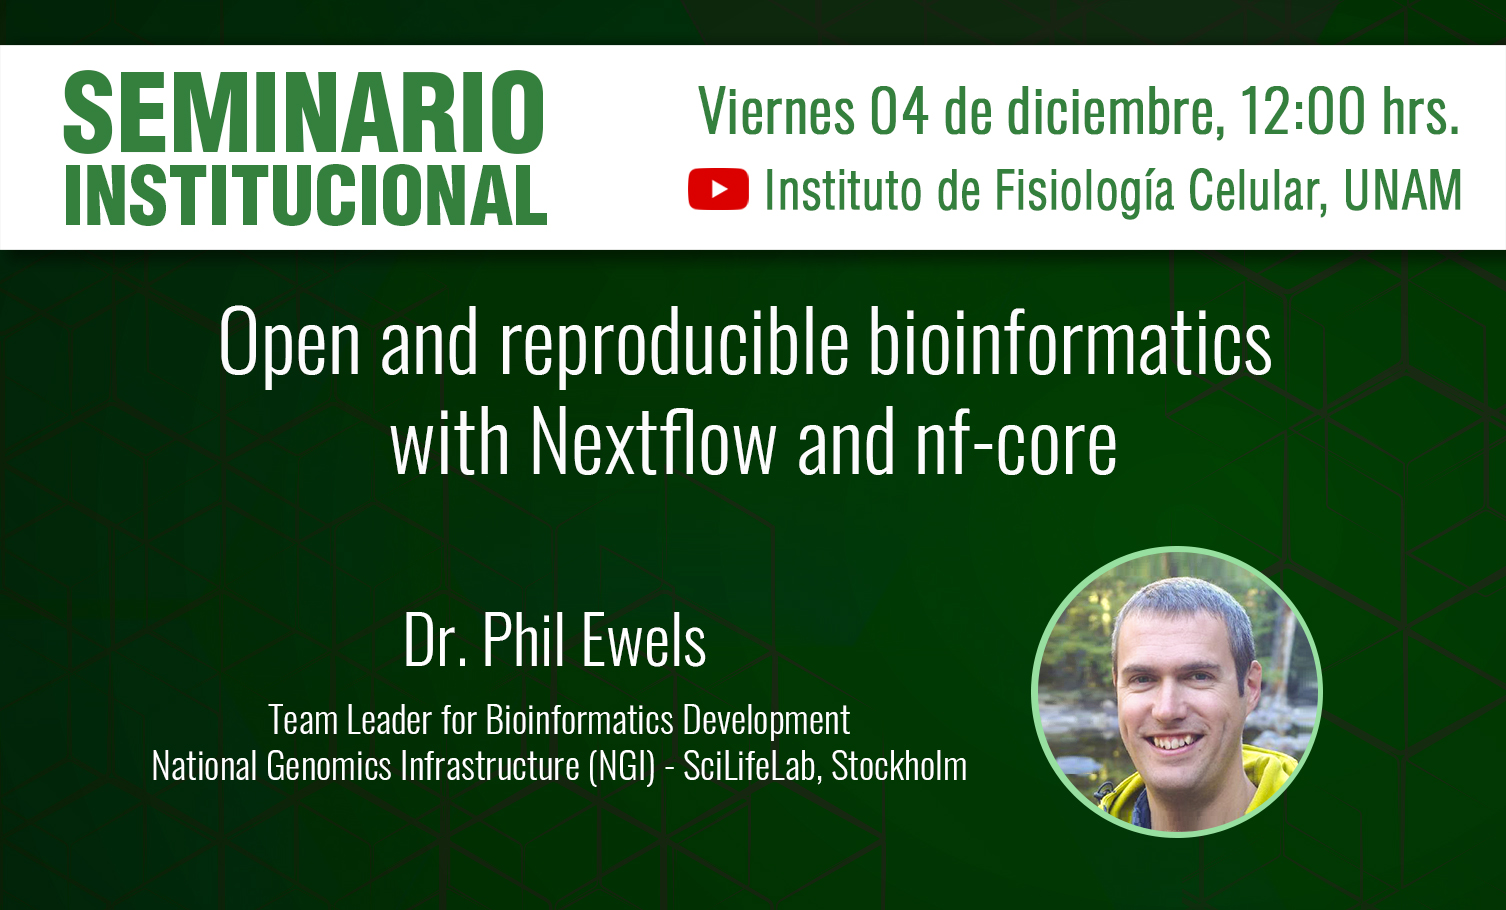 SEMINARIO
INSTITUCIONAL
Viernes 04 de diciembre, 12:00 hrs.
Instituto de Fisiología Celular, UNAM
Open and reproducible bioinformatics
with Nextflow and nf-core
Dr. Phil Ewels
Team Leader for Bioinformatics Development
National Genomics Infrastructure (NGI) - SciLifeLab, Stockholm